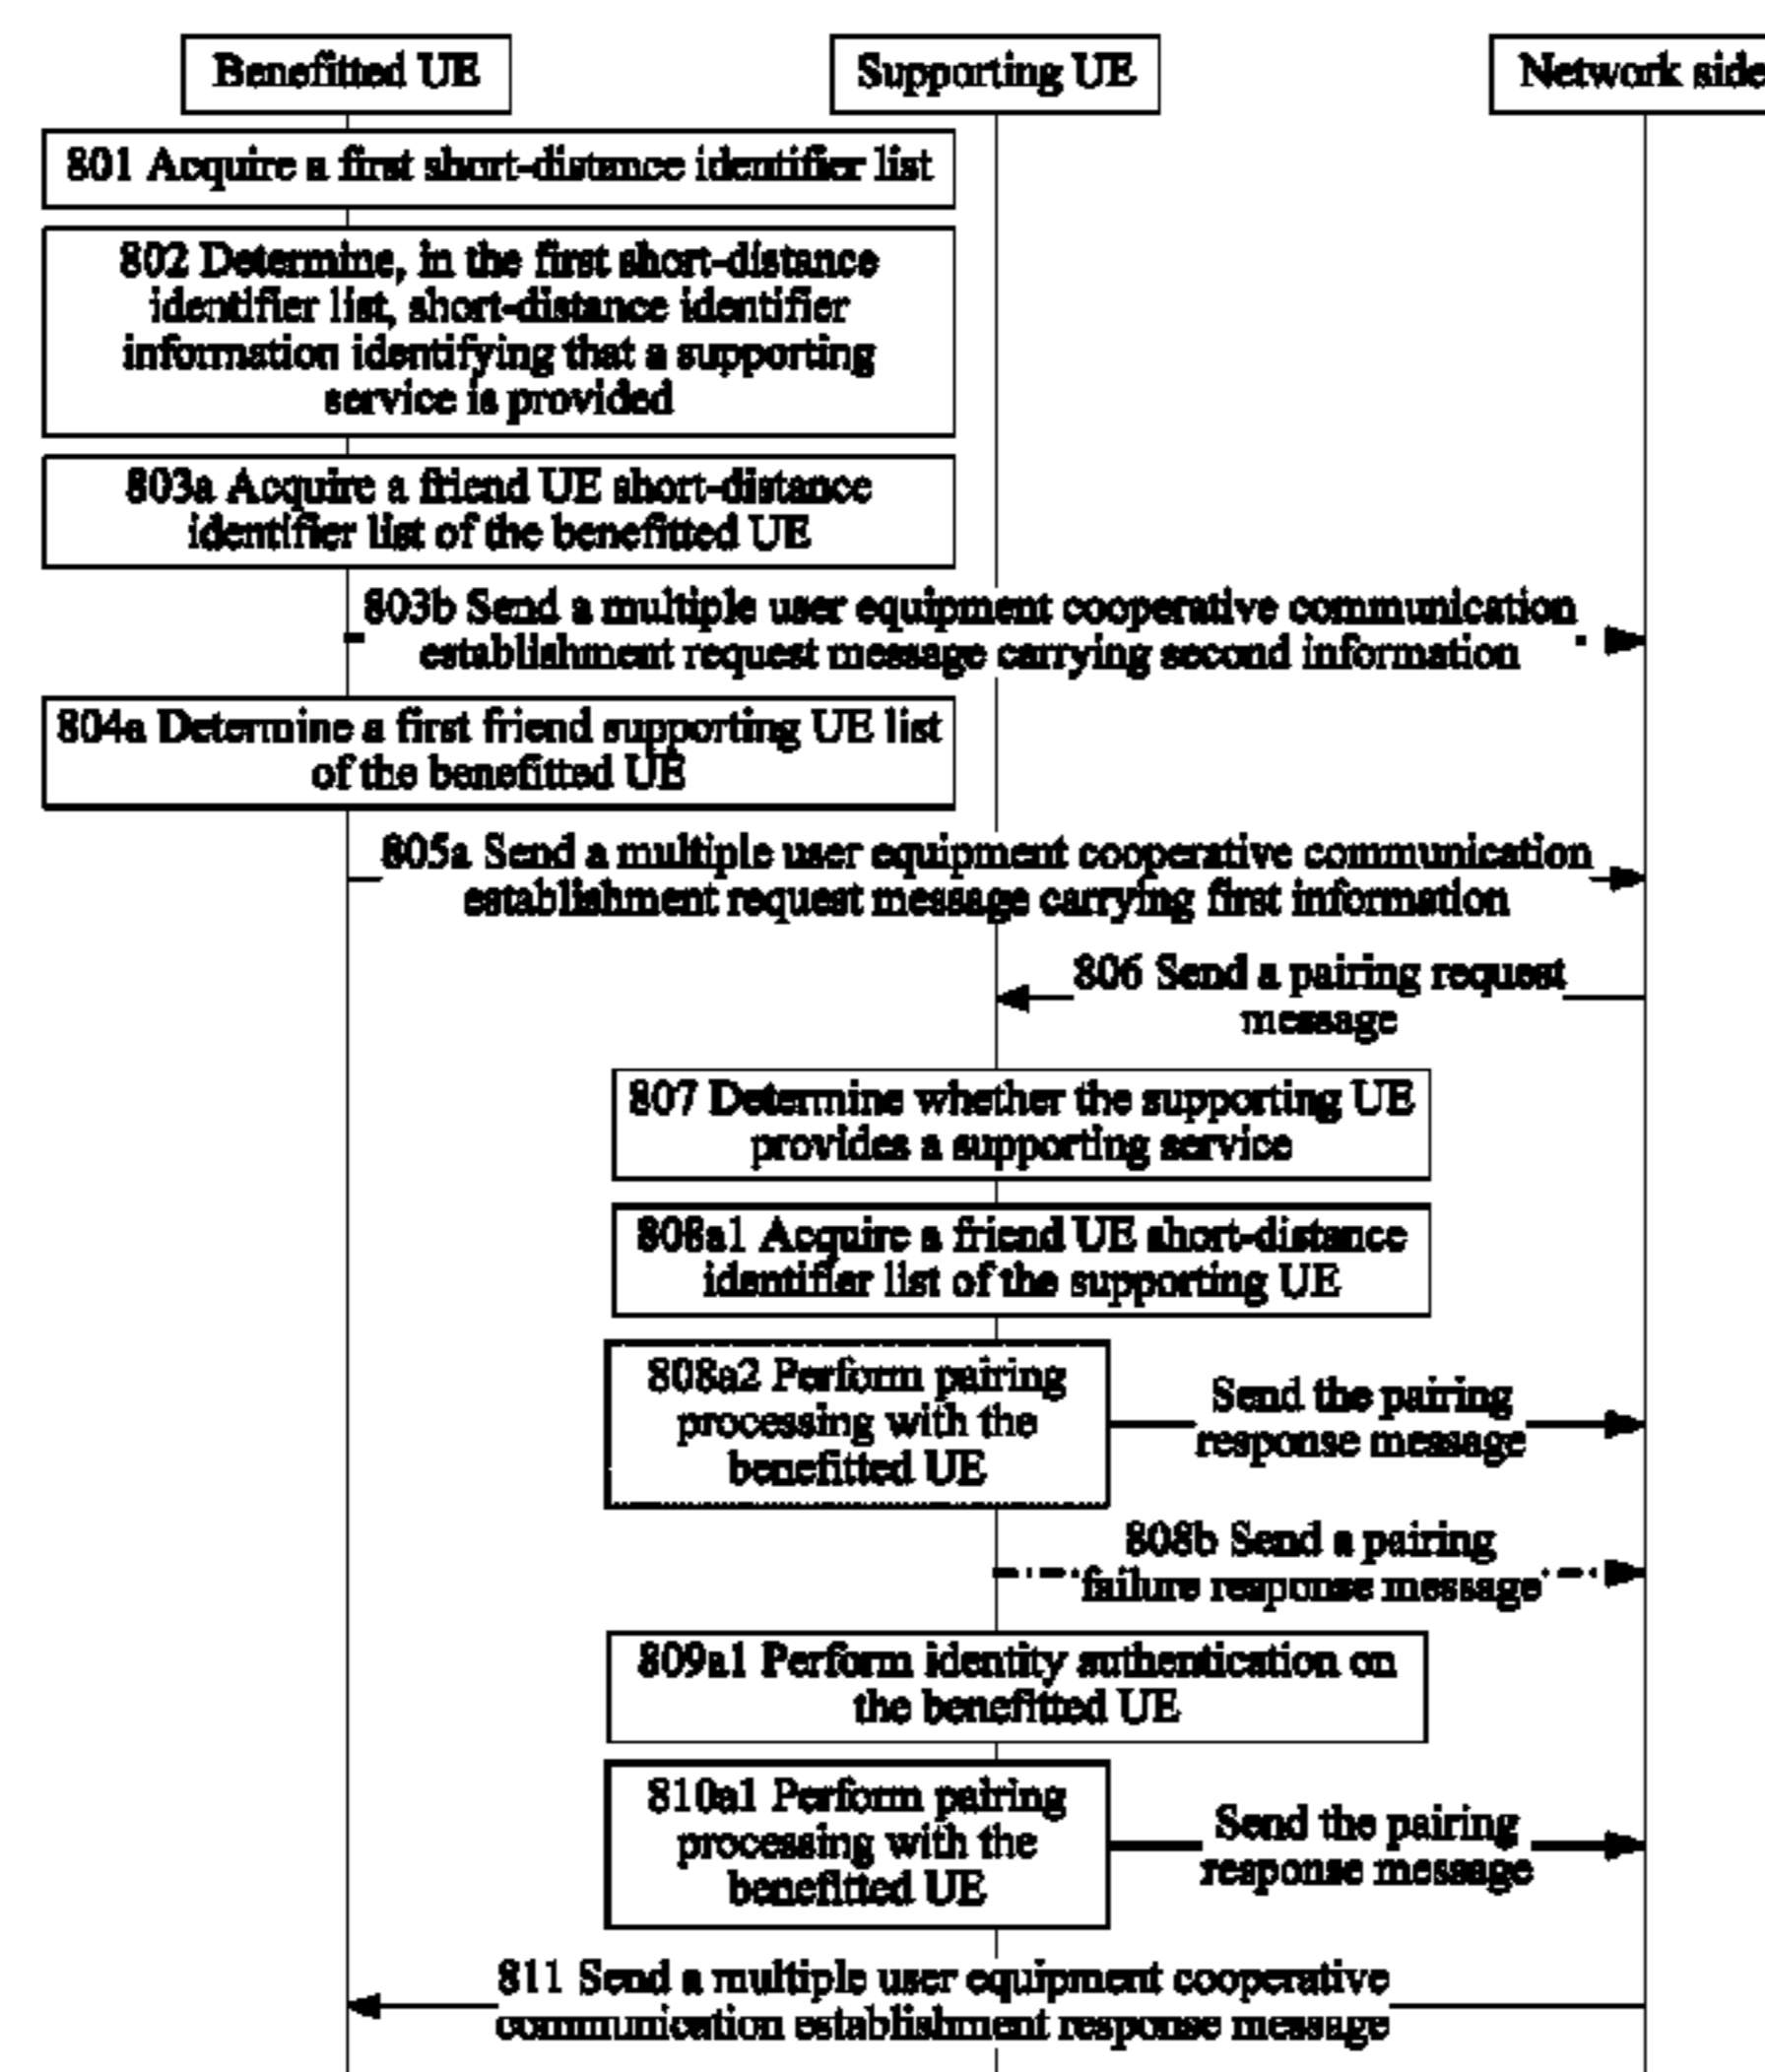 Benefitted UE
Supporting UE
Network side
801 Acquire a first short-distance identifier list
802 Determine, in the first short-distance
identifier list, short-distance identifier
information identifying that a supporting
service is provided
803a Acquire a friend UE short-distance
identifier list of the benefitted UE
803b Send a multiple user equipment cooperative communication
establishment request message carrying second information
804a Determine a first friend supporting UE list
of the benefitted UE
805a Send a multiple user equipment cooperative communication
establishment request message carrying first information
806 Send a pairing request
message
807 Determine whether the supporting UE
provides a supporting service
808a1 Acquire a friend UE short-distance
identifier list of the supporting UE
808a2 Perform pairing
processing with the
benefitted UE
Send the pairing
response message
808b Send a pairing
failure response message
809a1 Perform identity authentication on
the benefitted UE
810a1 Perform pairing
processing with the
benefitted UE
Send the pairing
response message
811 Send a multiple user equipment cooperative
communication establishment response message